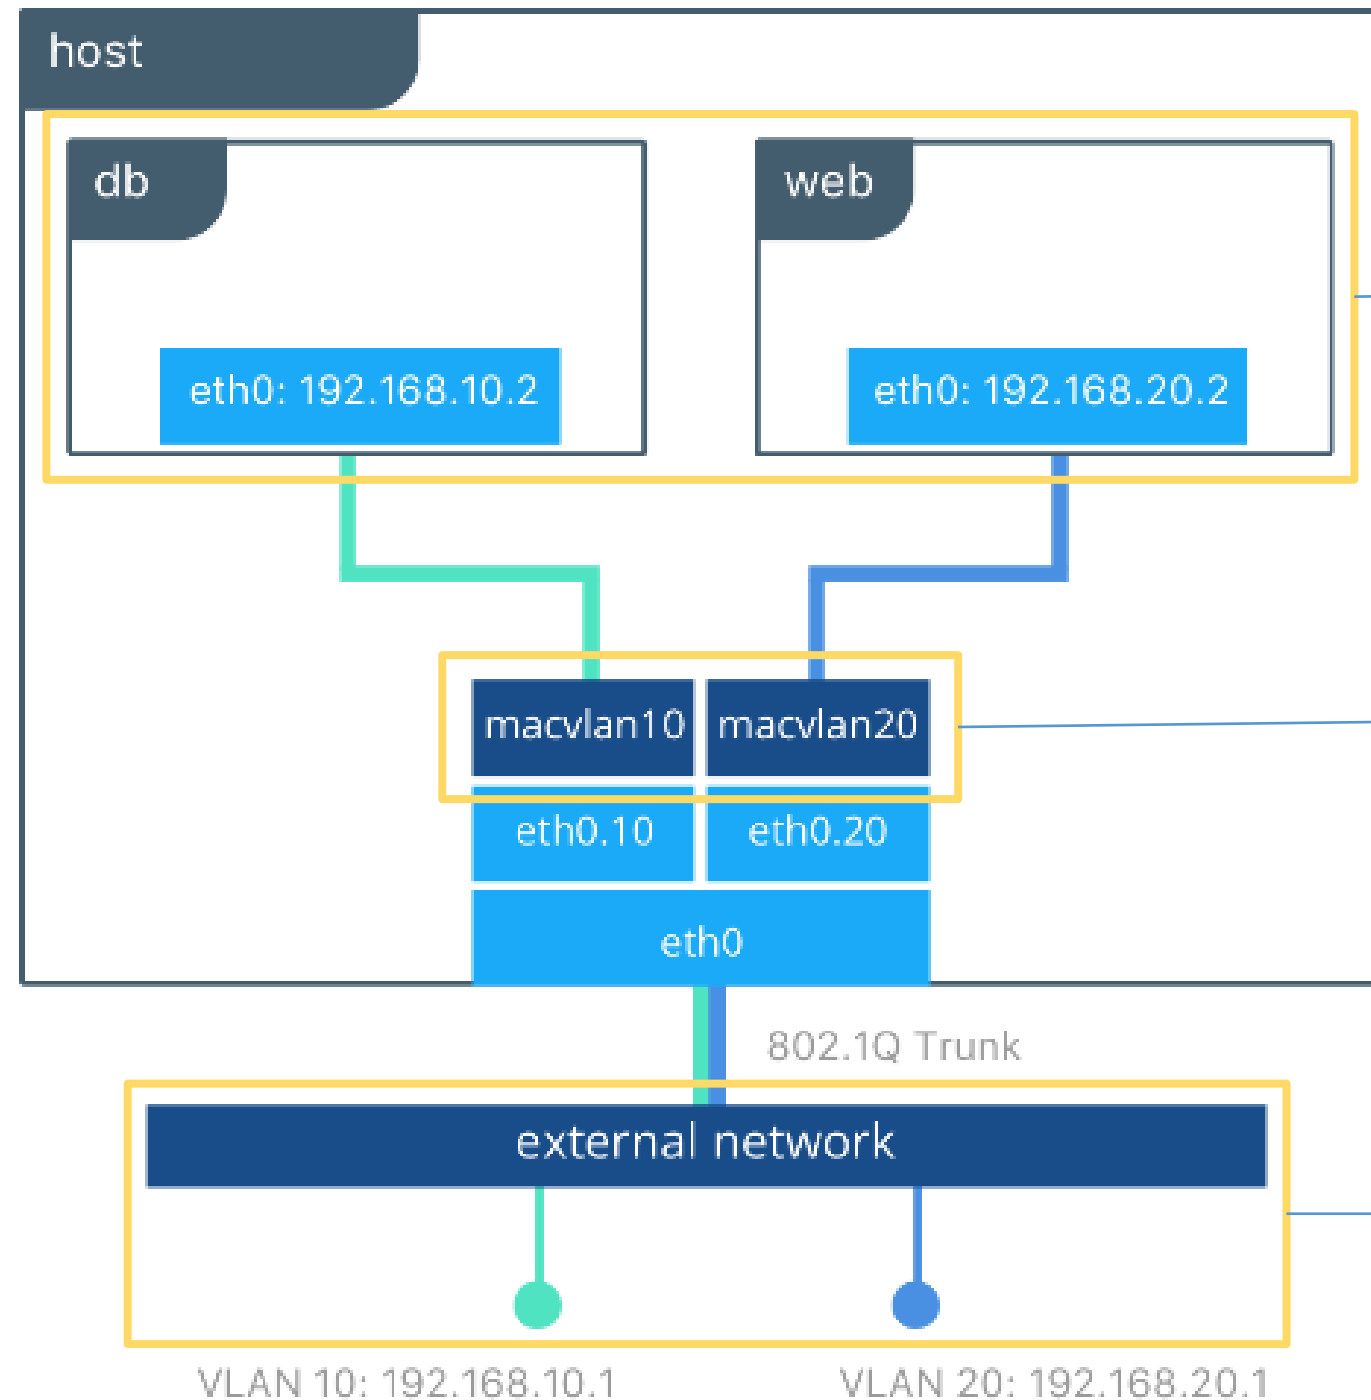 host
db
web
eth0: 192.168.10.2
eth0: 192.168.20.2
macvlan10
macvlan20
eth0.10
eth0.20
eth0
802.1Q Trunk
external network
VLAN 10: 192.168.10.1
VLAN 20: 192.168.20.1